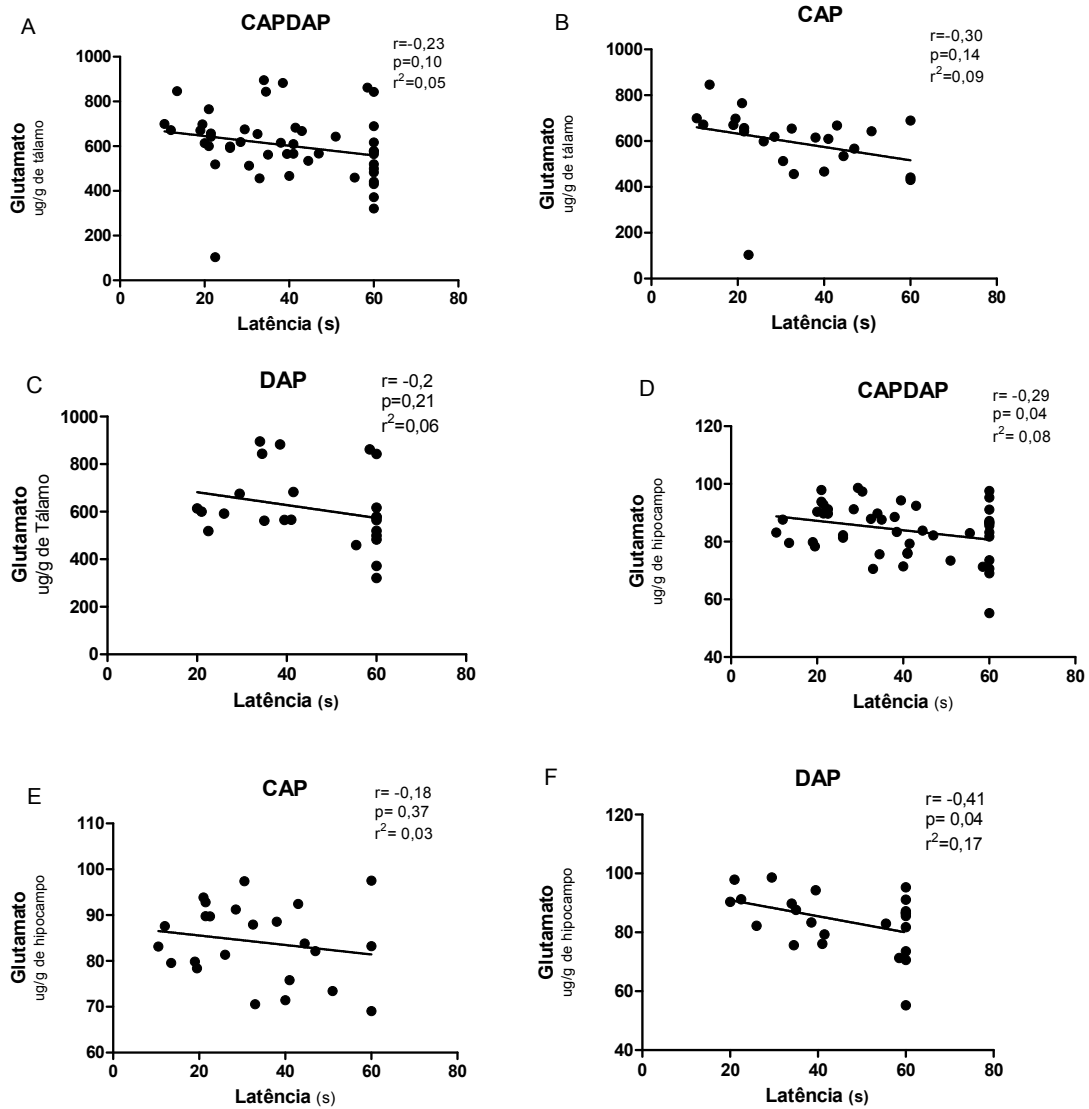 A
CAPDAP
r=-0,23
p=0,10
r²=0,05
1000
800
600
400
200
0
Glutamato
ug/g de tálamo
0 20 40 60 80
Latência (s)
B
CAP
r=-0,30
p=0,14
r²=0,09
1000
800
600
400
200
0
Glutamato
ug/g de tálamo
0 20 40 60 80
Latência (s)
C
DAP
r= -0,2
p=0,21
r²=0,06
1000
800
600
400
200
0
Glutamato
ug/g de Tálamo
0 20 40 60 80
Latência (s)
D
CAPDAP
r= -0,29
p= 0,04
r²= 0,08
120
100
80
60
40
Glutamato
ug/g de hipocampo
0 20 40 60 80
Latência (s)
E
CAP
r= -0,18
p= 0,37
r²= 0,03
110
100
90
80
70
60
Glutamato
ug/g de hipocampo
0 20 40 60 80
Latência (s)
F
DAP
r= -0,41
p= 0,04
r²=0,17
120
100
80
60
40
Glutamato
ug/g de hipocampo
0 20 40 60 80
Latência (s)